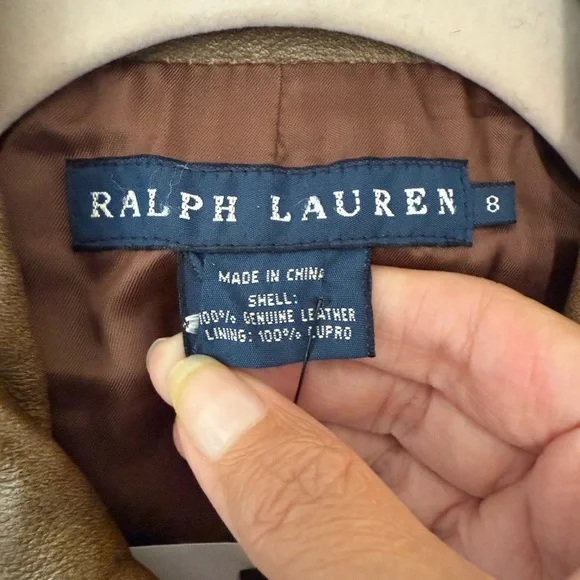 RALPH LAUREN 8
MADE IN CHINA
SHELL:
100% GENUINE LEATHER
LINING: 100% CUPRO